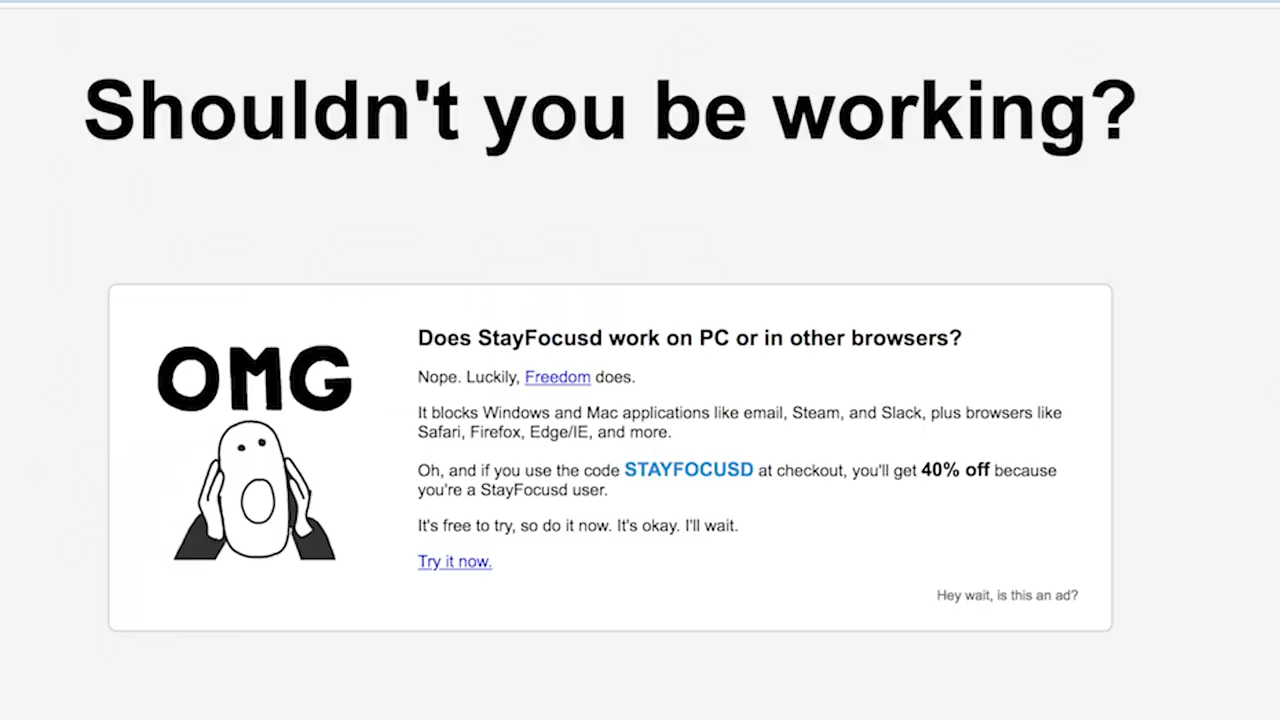 Shouldn't you be working?
OMG
Does StayFocusd work on PC or in other browsers?
Nope. Luckily, Freedom does.
It blocks Windows and Mac applications like email, Steam, and Slack, plus browsers like
Safari, Firefox, Edge/IE, and more.
Oh, and if you use the code STAYFOCUSD at checkout, you'll get 40% off because
you're a StayFocusd user.
It's free to try, so do it now. It's okay. I'll wait.
Try it now.
Hey wait, is this an ad?